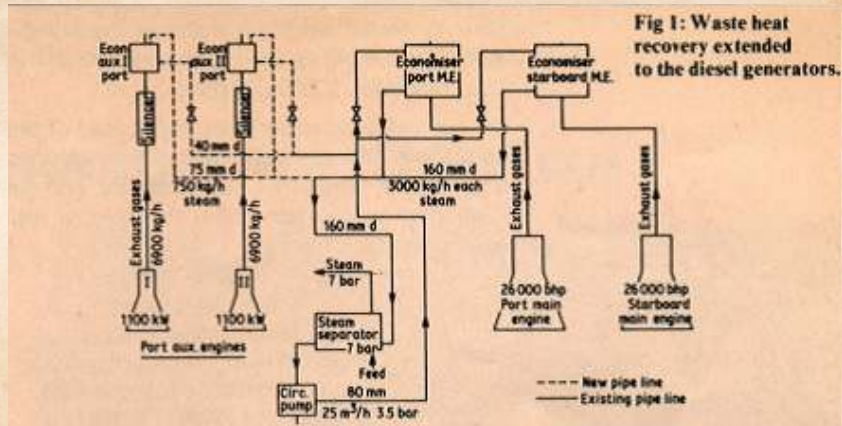 Fig 1: Waste heat
recovery extended
to the diesel generators.
Econ
aux I
port
Econ
aux II
port
Economiser
port M.E.
Economiser
starboard M.E.
Silencer
Silencer
40 mm d
75 mm d
750 kg/h
steam
160 mm d
3000 kg/h each
steam
Exhaust gases
6900 kg/h
6900 kg/h
Exhaust gases
Exhaust gases
160 mm d
Steam
7 bar
I
II
1100 kW
1100 kW
Port aux. engines
Steam
separator
7 bar
Feed
Circ.
pump
80 mm
25 m³/h 3.5 bar
26 000 bhp
Port main
engine
26 000 bhp
Starboard
main engine
New pipe line
Existing pipe line